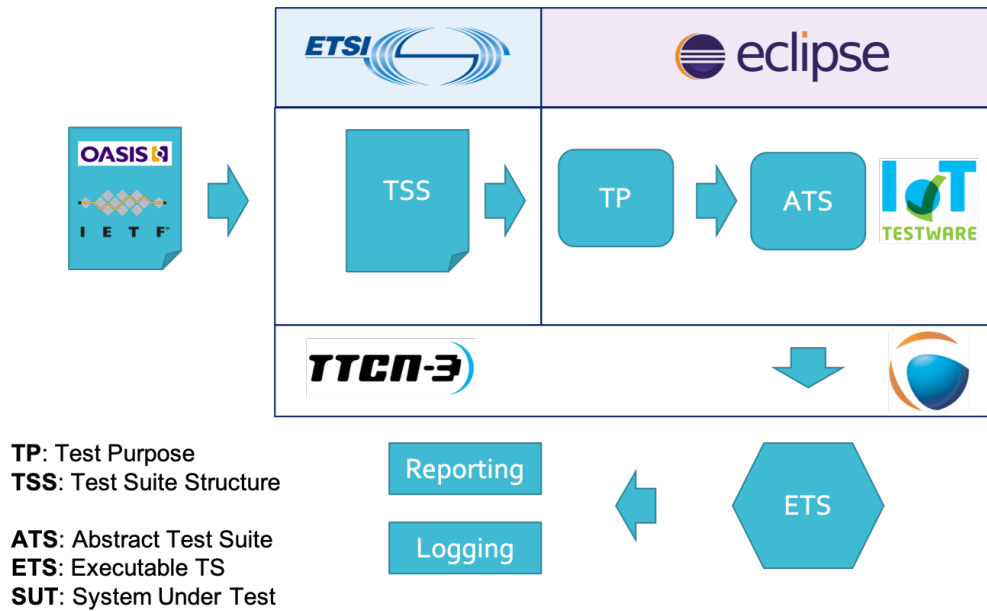 ETSI
eclipse
OASIS
IETF®
TSS
TP
ATS
IoT
TESTWARE
TTCN-3
TP: Test Purpose
TSS: Test Suite Structure
Reporting
ETS
ATS: Abstract Test Suite
ETS: Executable TS
SUT: System Under Test
Logging